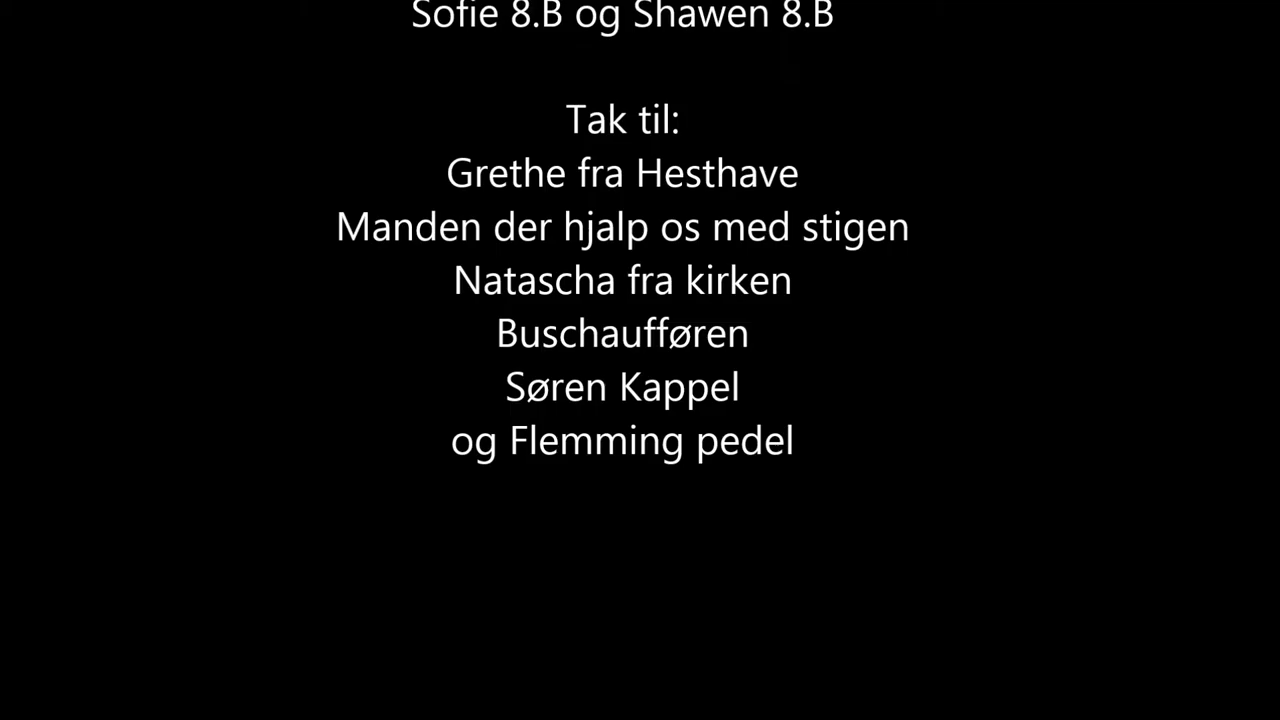 Sofie 8.B og Shawen 8.B
Tak til:
Grethe fra Hesthave
Manden der hjalp os med stigen
Natascha fra kirken
Buschaufføren
Søren Kappel
og Flemming pedel